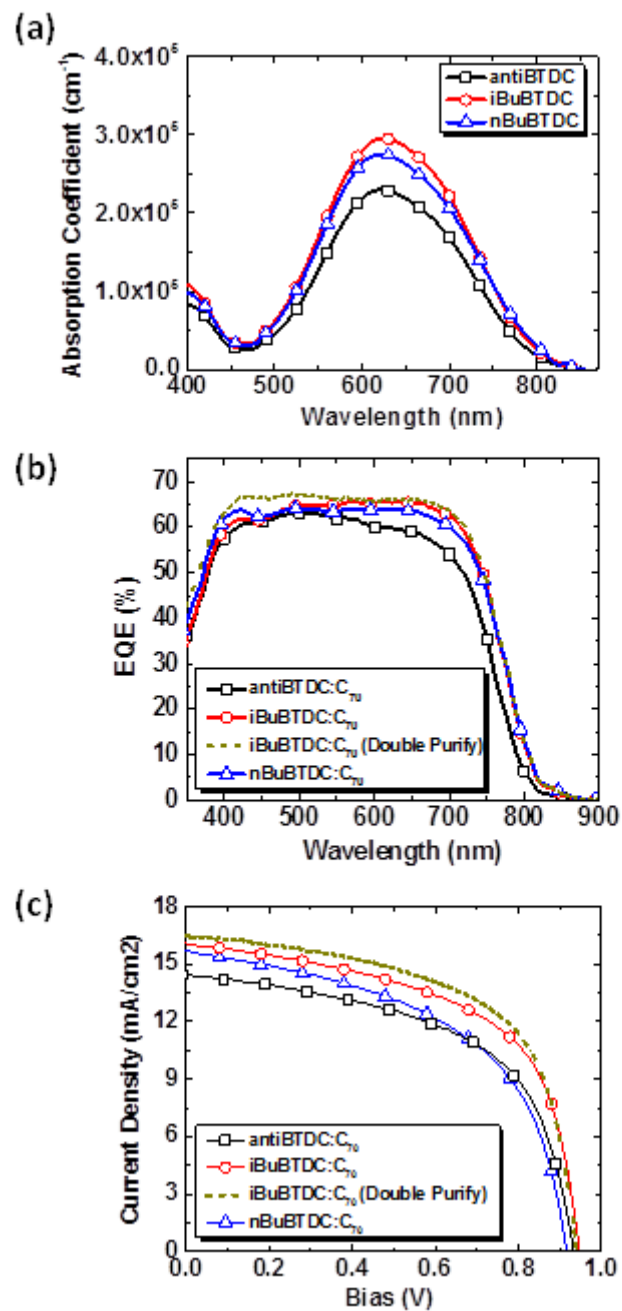 (a)
4.0x10⁵
3.0x10⁵
2.0x10⁵
1.0x10⁵
0.0
Absorption Coefficient (cm⁻¹)
antiBTDC
iBuBTDC
nBuBTDC
400 500 600 700 800
Wavelength (nm)
(b)
70
60
50
40
30
20
10
0
EQE (%)
antiBTDC:C₇₀
iBuBTDC:C₇₀
iBuBTDC:C₇₀ (Double Purify)
nBuBTDC:C₇₀
400 500 600 700 800 900
Wavelength (nm)
(c)
18
15
12
9
6
3
0
Current Density (mA/cm2)
antiBTDC:C₇₀
iBuBTDC:C₇₀
iBuBTDC:C₇₀ (Double Purify)
nBuBTDC:C₇₀
0.0 0.2 0.4 0.6 0.8 1.0
Bias (V)